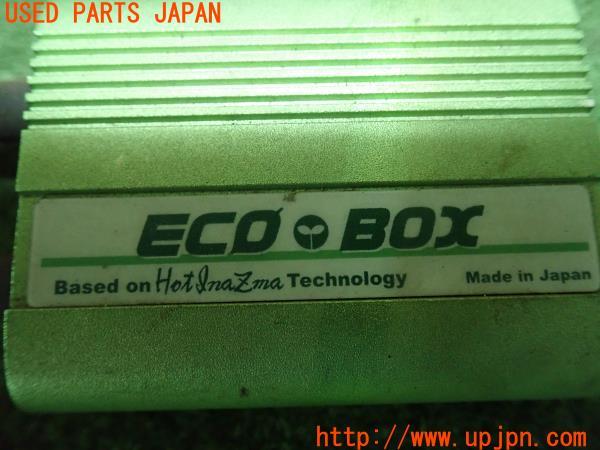 USED PARTS JAPAN
ECO BOX
Based on Hot Inazma Technology Made in Japan
http://www.upjpn.com